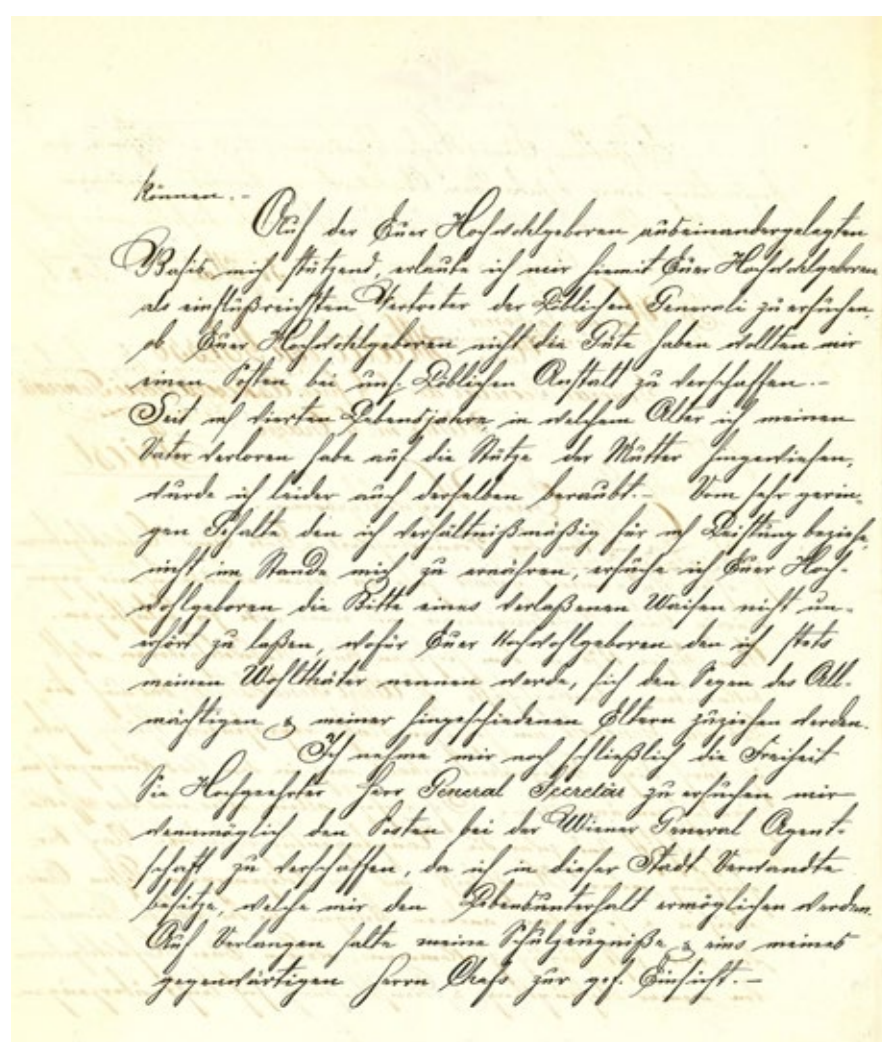 können. -
Auf der Euer Hochwohlgeboren auseinandergelegten
Basis mich stützend, erlaube ich mir hiemit Euer Hochwohlgeboren
als einflußreichsten Vertreter der Löblichen Generali zu ersuchen,
ob Euer Hochwohlgeboren nicht die Güte haben wollten mir
einen Posten bei Löblichen Anstalt zu verschaffen. -
Seit vierten Lebensjahre, in welchem Alter ich meinen
Vater verloren habe auf die Stütze der Mutter hingewiesen,
wurde ich leider auch derselben beraubt. - Vom sehr gerin-
gen Gehalte den ich verhältnißmäßig für Leistung beziehe,
nicht im Stande mich zu ernähren, ersuche ich Euer Hoch-
wohlgeboren die Bitte eines verlaßenen Waisen nicht un-
erhört zu laßen, wofür Euer Hochwohlgeboren den ich stets
meinen Wohlthäter nennen werde, sich den Segen des All-
mächtigen & meiner hingeschiedenen Eltern zuziehen werden.
Ich nehme mir noch schließlich die Freiheit
Sie Hochgeehrter Herr General Secretär zu ersuchen mir
wenn möglich den Posten bei der Wiener General Agent-
schaft zu verschaffen, da ich in dieser Stadt Verwandte
besitze, welche mir den Lebensunterhalt ermöglichen werden.
Auf Verlangen halte meine Schulzeugniße & eins meines
gegenwärtigen Herrn Chefs zur gef. Einsicht. -